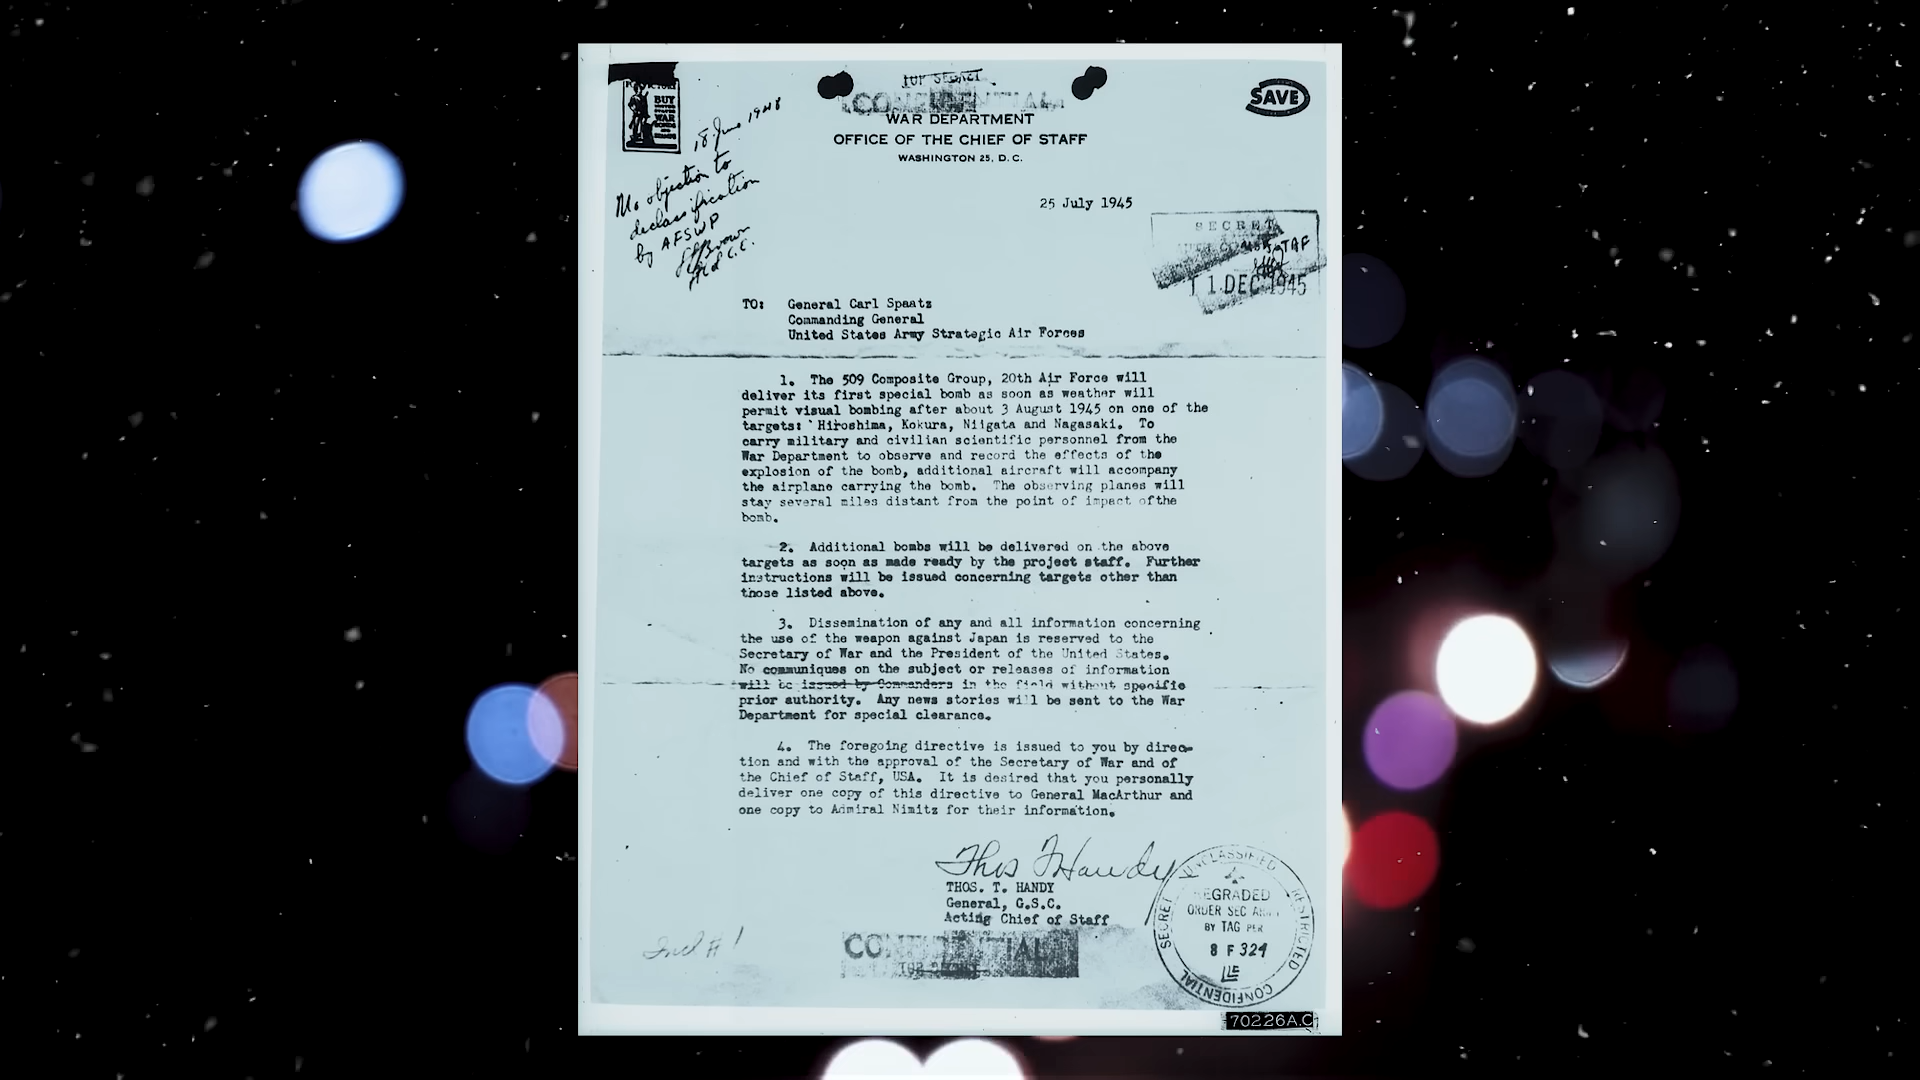 TOP SECRET
CONFIDENTIAL
WAR DEPARTMENT
OFFICE OF THE CHIEF OF STAFF
WASHINGTON 25, D.C.
SAVE
BUY
WAR
18 June 1948
No objection to
declassification
by AFSWP
25 July 1945
SECRET
11 DEC 1945
TO: General Carl Spaatz
Commanding General
United States Army Strategic Air Forces
1. The 509 Composite Group, 20th Air Force will
deliver its first special bomb as soon as weather will
permit visual bombing after about 3 August 1945 on one of the
targets: Hiroshima, Kokura, Niigata and Nagasaki. To
carry military and civilian scientific personnel from the
War Department to observe and record the effects of the
explosion of the bomb, additional aircraft will accompany
the airplane carrying the bomb. The observing planes will
stay several miles distant from the point of impact ofthe
bomb.
2. Additional bombs will be delivered on the above
targets as soon as made ready by the project staff. Further
instructions will be issued concerning targets other than
those listed above.
3. Dissemination of any and all information concerning
the use of the weapon against Japan is reserved to the
Secretary of War and the President of the United States.
No communiques on the subject or releases of information
will be issued by Commanders in the field without specific
prior authority. Any news stories will be sent to the War
Department for special clearance.
4. The foregoing directive is issued to you by direc-
tion and with the approval of the Secretary of War and of
the Chief of Staff, USA. It is desired that you personally
deliver one copy of this directive to General MacArthur and
one copy to Admiral Nimitz for their information.
Thos T Handy
THOS. T. HANDY
General, G.S.C.
Acting Chief of Staff
Incl # 1
CONFIDENTIAL
TOP SECRET
UNCLASSIFIED
RESTRICTED
CONFIDENTIAL
SECRET
REGRADED
ORDER SEC ARMY
BY TAG PER
8 F 324
70226A.C